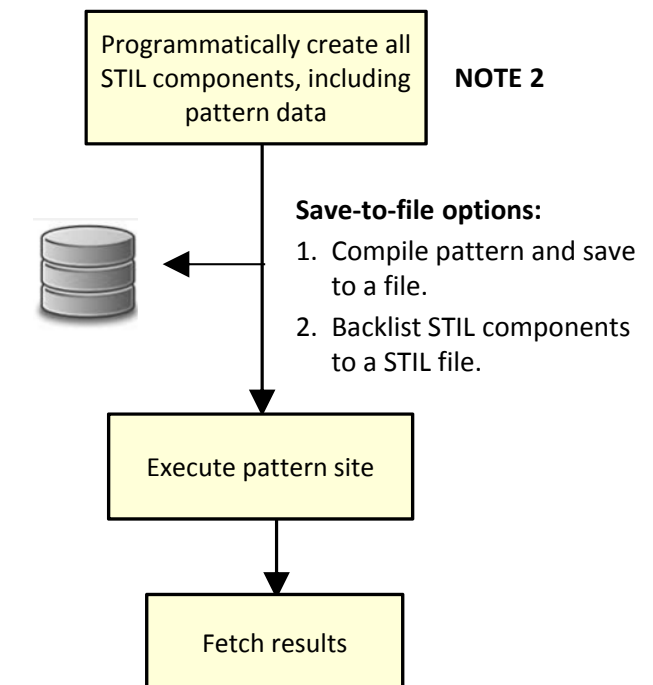 Programmatically create all
STIL components, including
pattern data
NOTE 2
Save-to-file options:
1. Compile pattern and save
to a file.
2. Backlist STIL components
to a STIL file.
Execute pattern site
Fetch results